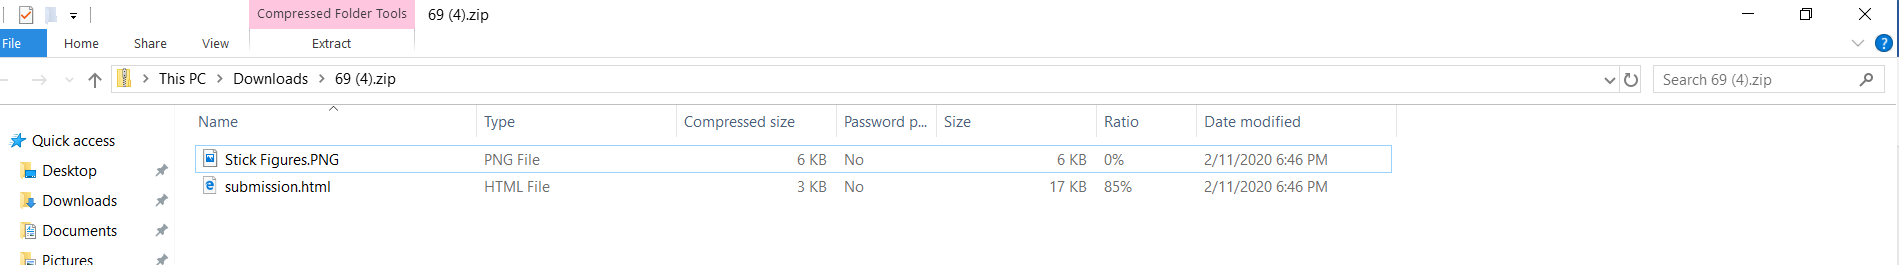 Compressed Folder Tools 69 (4).zip
File Home Share View Extract
This PC Downloads 69 (4).zip Search 69 (4).zip
Name Type Compressed size Password p... Size Ratio Date modified
Quick access
Stick Figures.PNG PNG File 6 KB No 6 KB 0% 2/11/2020 6:46 PM
Desktop
submission.html HTML File 3 KB No 17 KB 85% 2/11/2020 6:46 PM
Downloads
Documents
Pictures